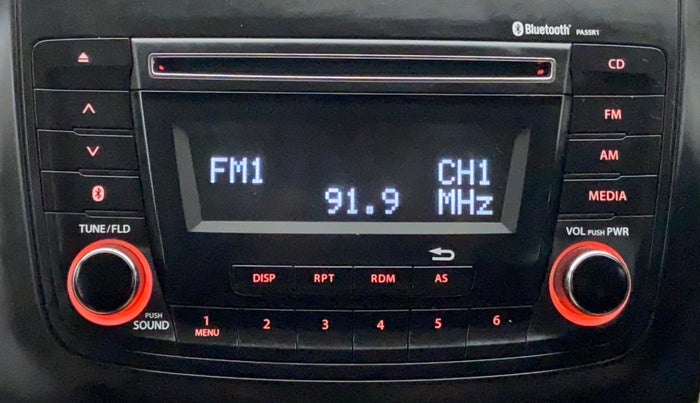 Bluetooth PASSR1
CD
FM
AM
MEDIA
FM1 CH1
91.9 MHz
TUNE/FLD
VOL PUSH PWR
DISP RPT RDM AS
PUSH
SOUND
1 2 3 4 5 6
MENU